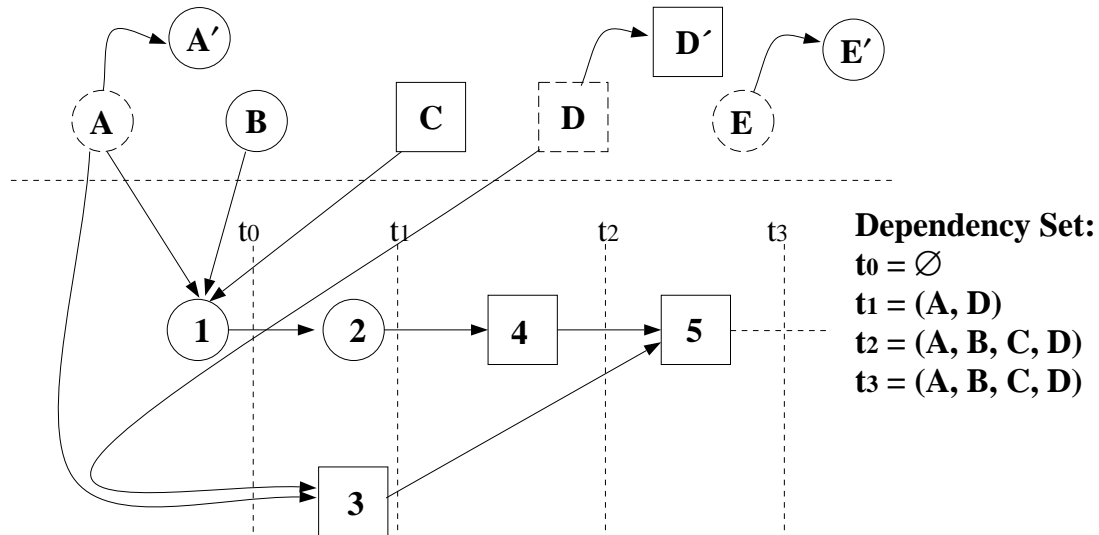 A′
D′
E′
A
B
C
D
E
t0
t1
t2
t3
Dependency Set:
t0 = ∅
t1 = (A, D)
t2 = (A, B, C, D)
t3 = (A, B, C, D)
1
2
4
5
3